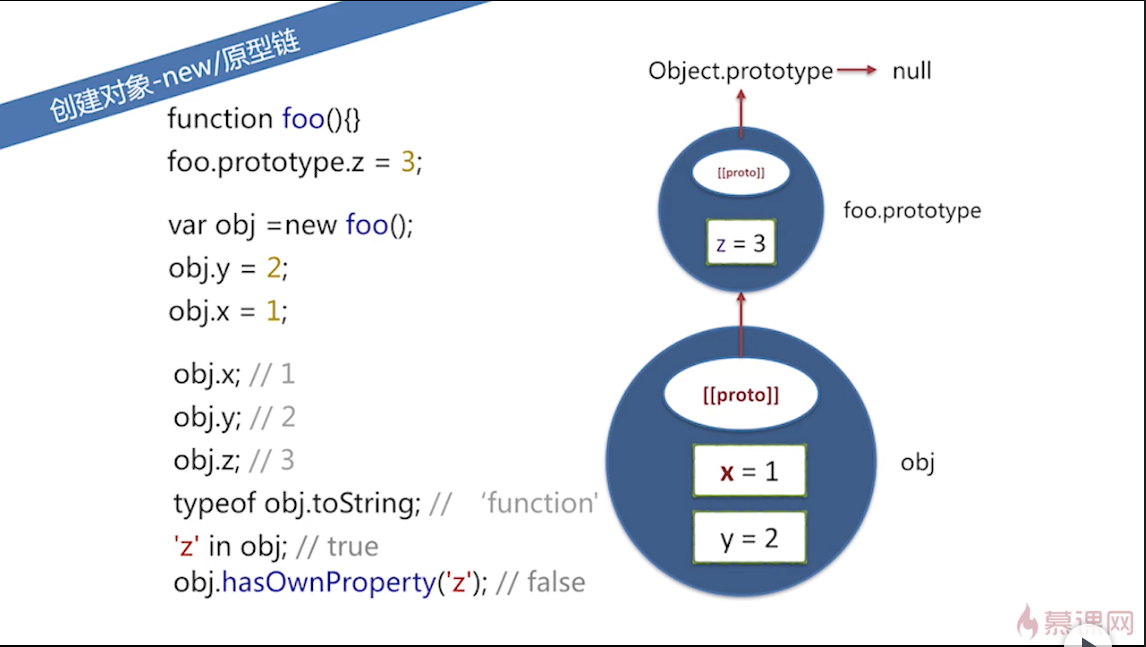 创建对象-new/原型链
function foo(){}
foo.prototype.z = 3;
var obj =new foo();
obj.y = 2;
obj.x = 1;
obj.x; // 1
obj.y; // 2
obj.z; // 3
typeof obj.toString; // ‘function'
'z' in obj; // true
obj.hasOwnProperty('z'); // false
Object.prototype
null
[[proto]]
z = 3
foo.prototype
[[proto]]
x = 1
y = 2
obj
慕课网